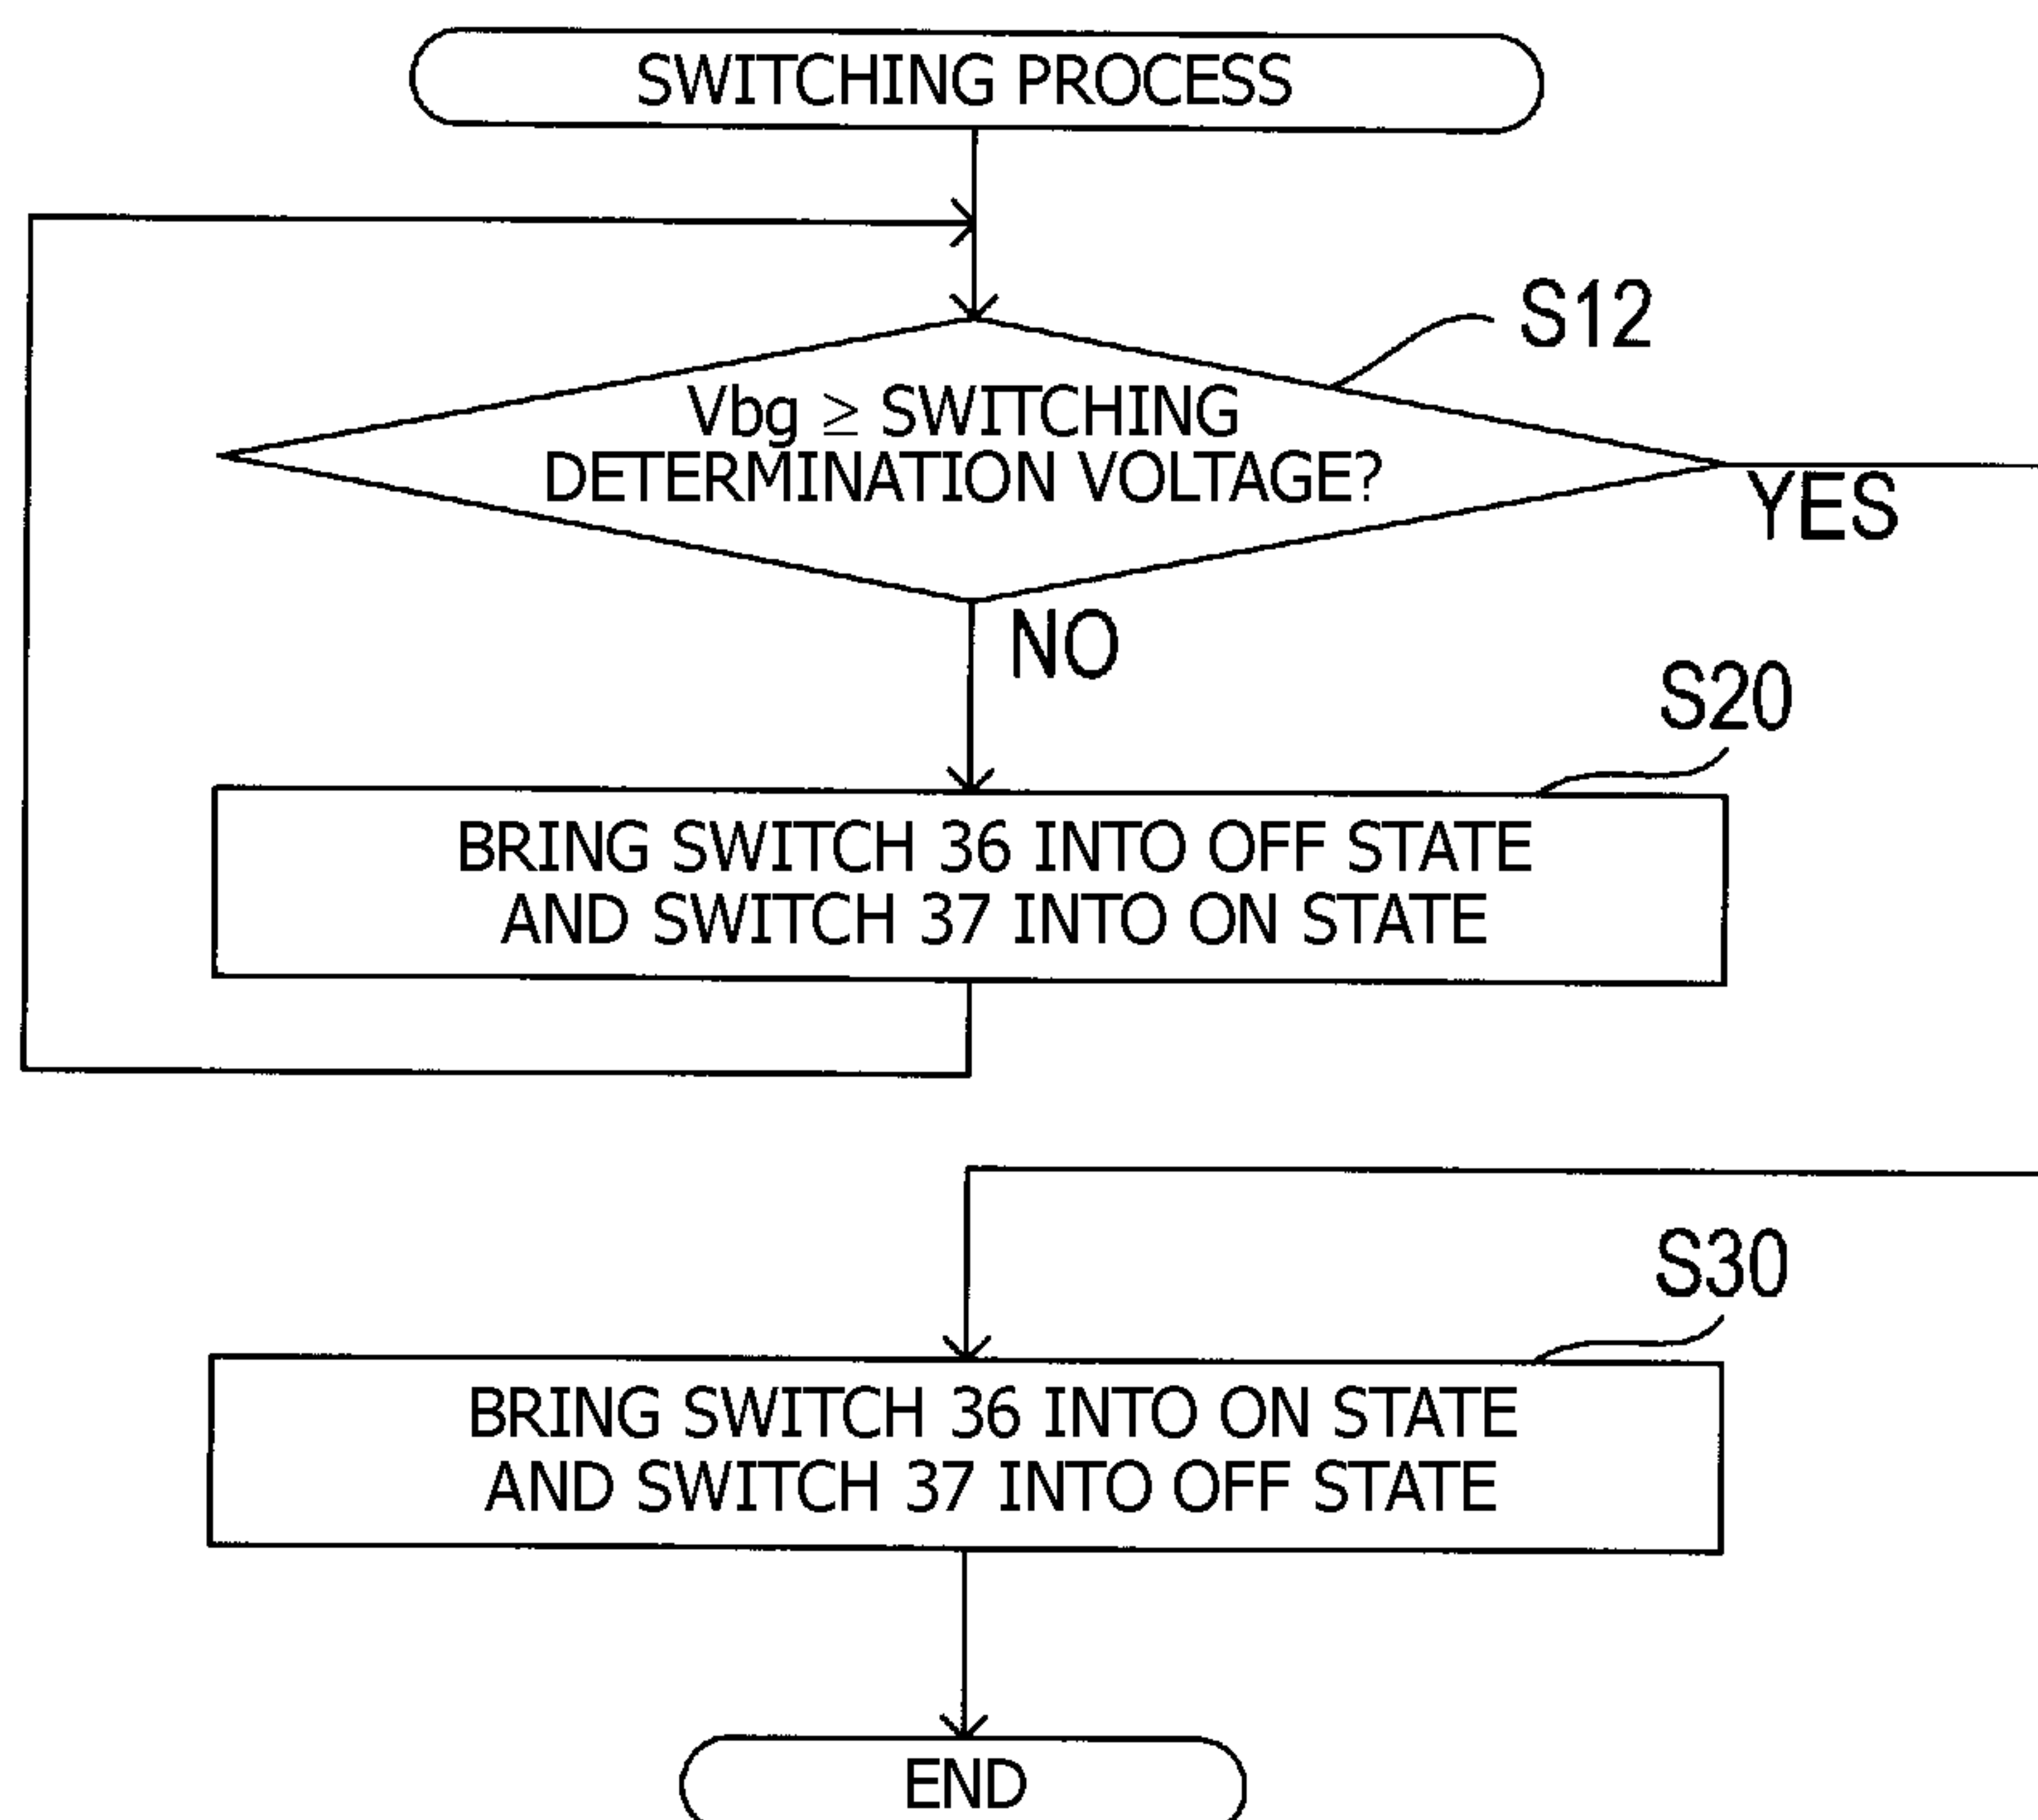 SWITCHING PROCESS
S12
Vbg ≥ SWITCHING
DETERMINATION VOLTAGE?
YES
NO
S20
BRING SWITCH 36 INTO OFF STATE
AND SWITCH 37 INTO ON STATE
S30
BRING SWITCH 36 INTO ON STATE
AND SWITCH 37 INTO OFF STATE
END